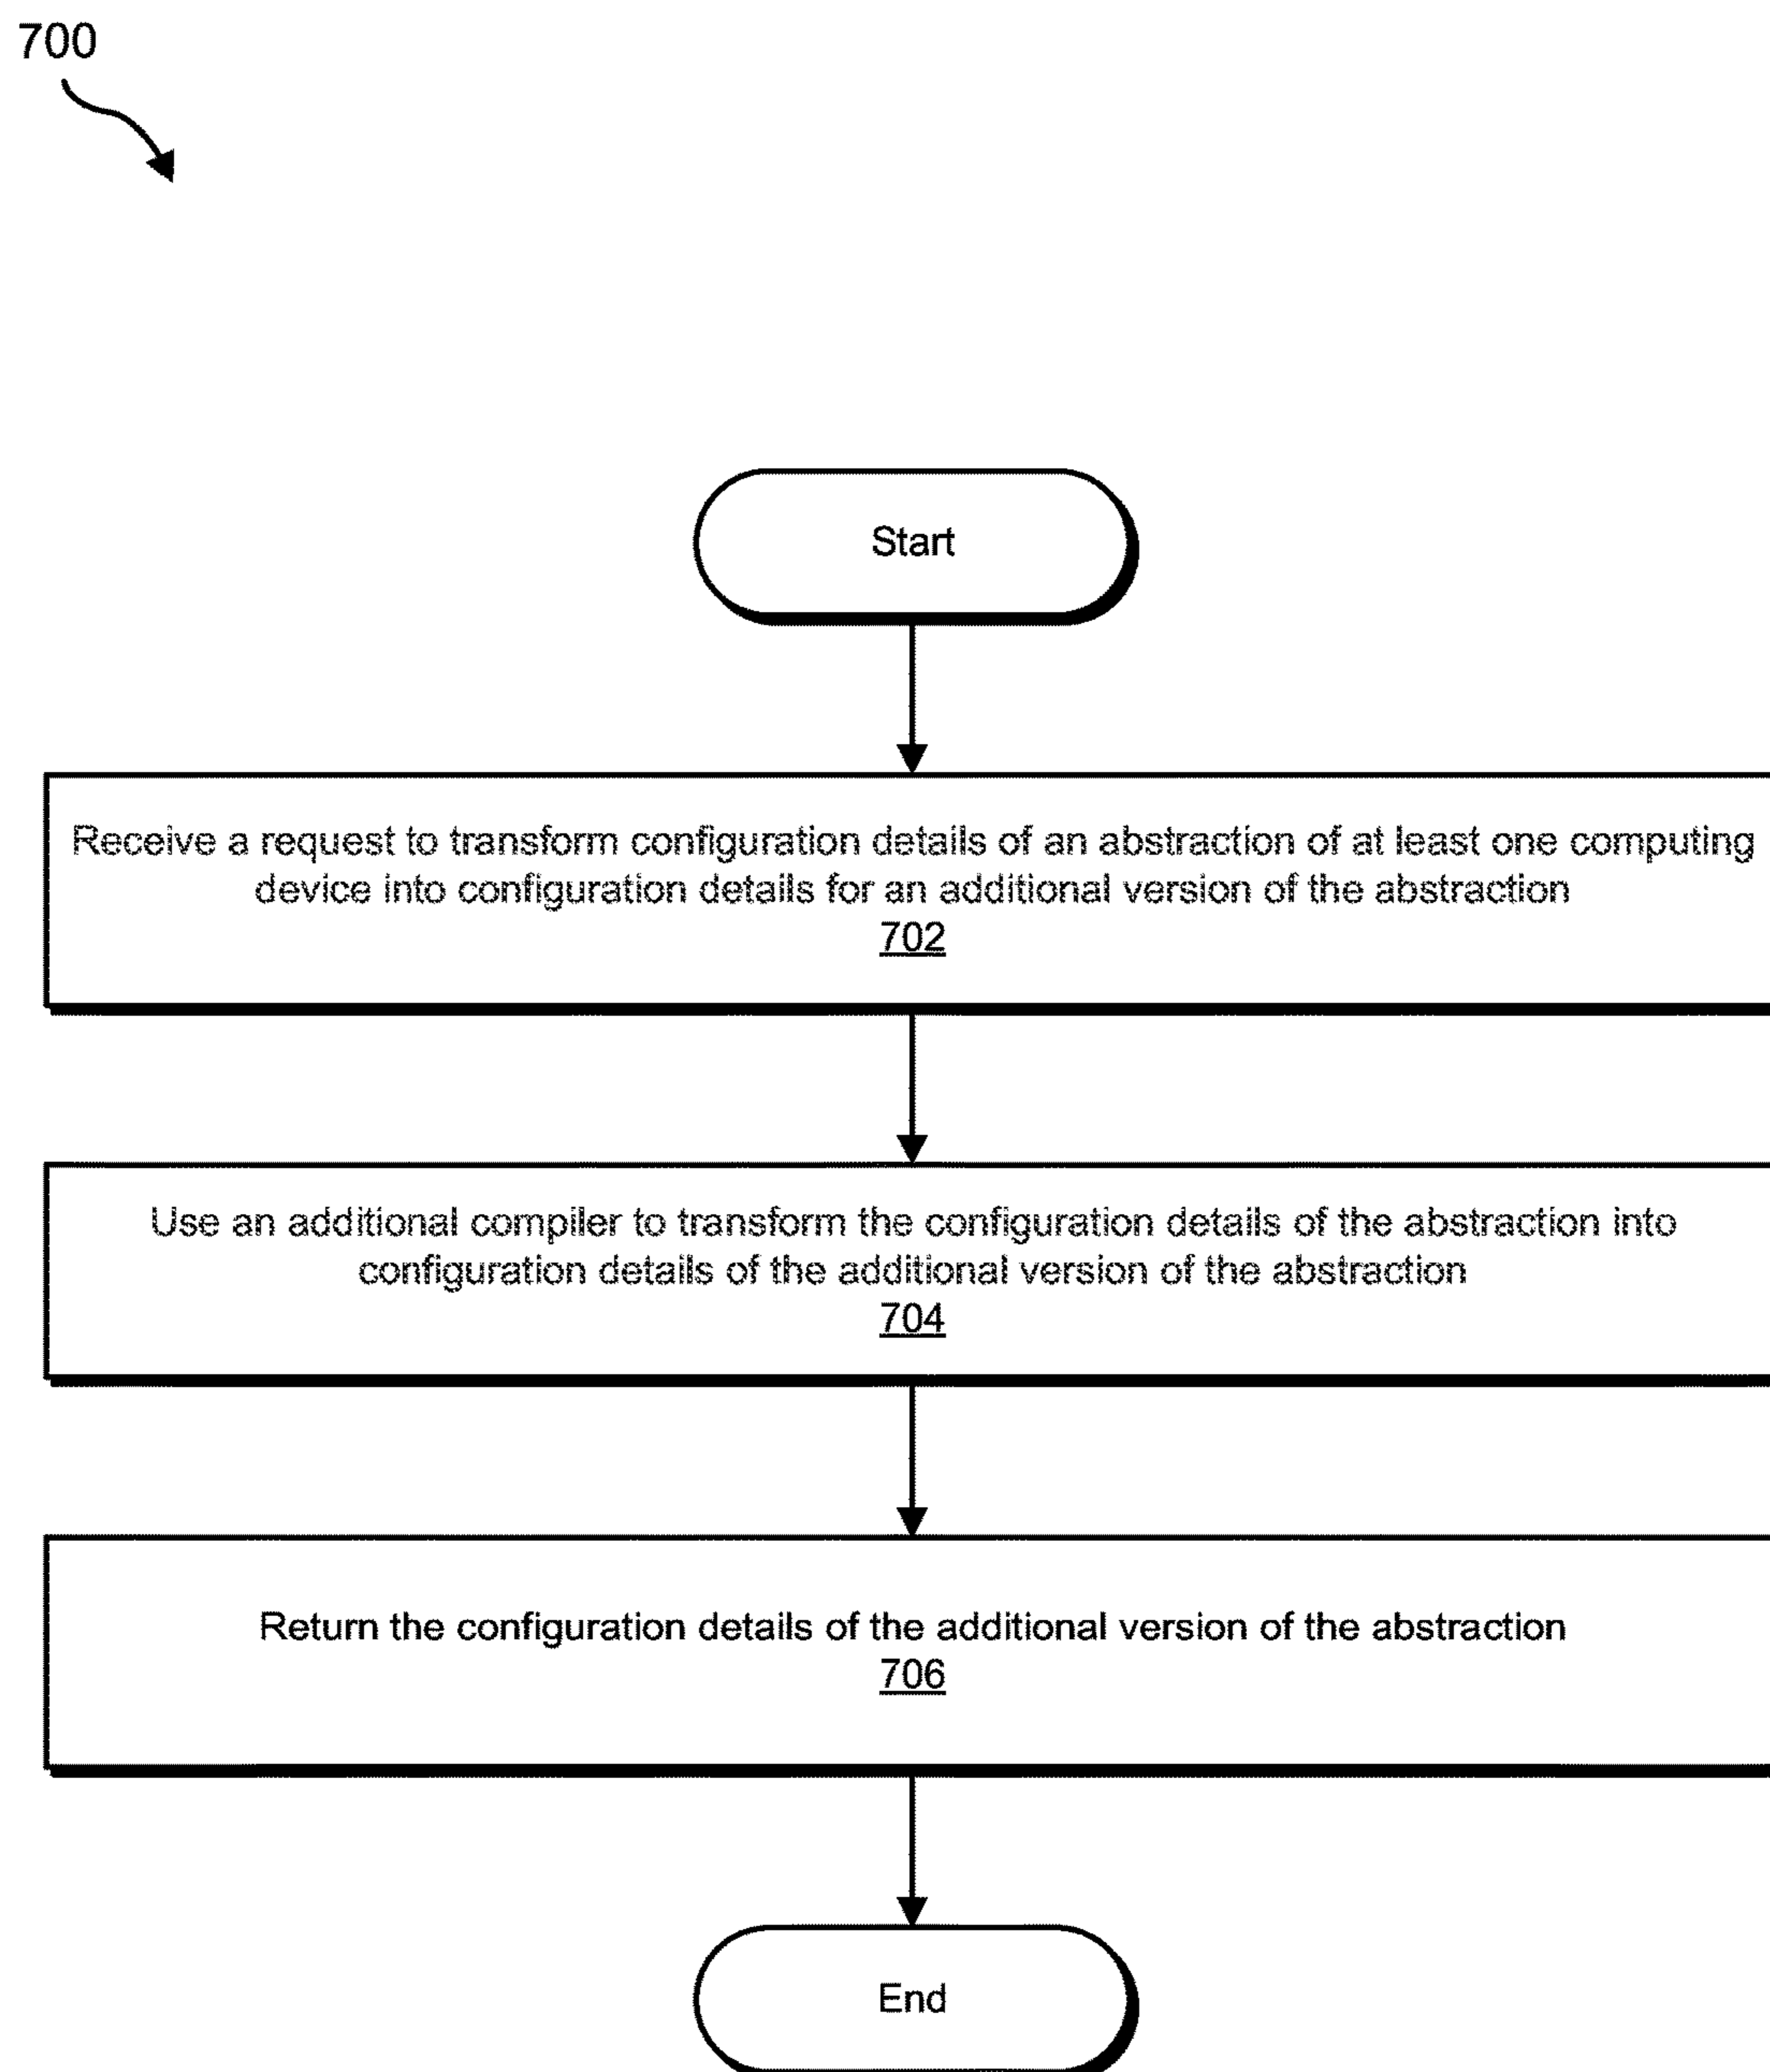 700
Start
Receive a request to transform configuration details of an abstraction of at least one computing
device into configuration details for an additional version of the abstraction
702
Use an additional compiler to transform the configuration details of the abstraction into
configuration details of the additional version of the abstraction
704
Return the configuration details of the additional version of the abstraction
706
End